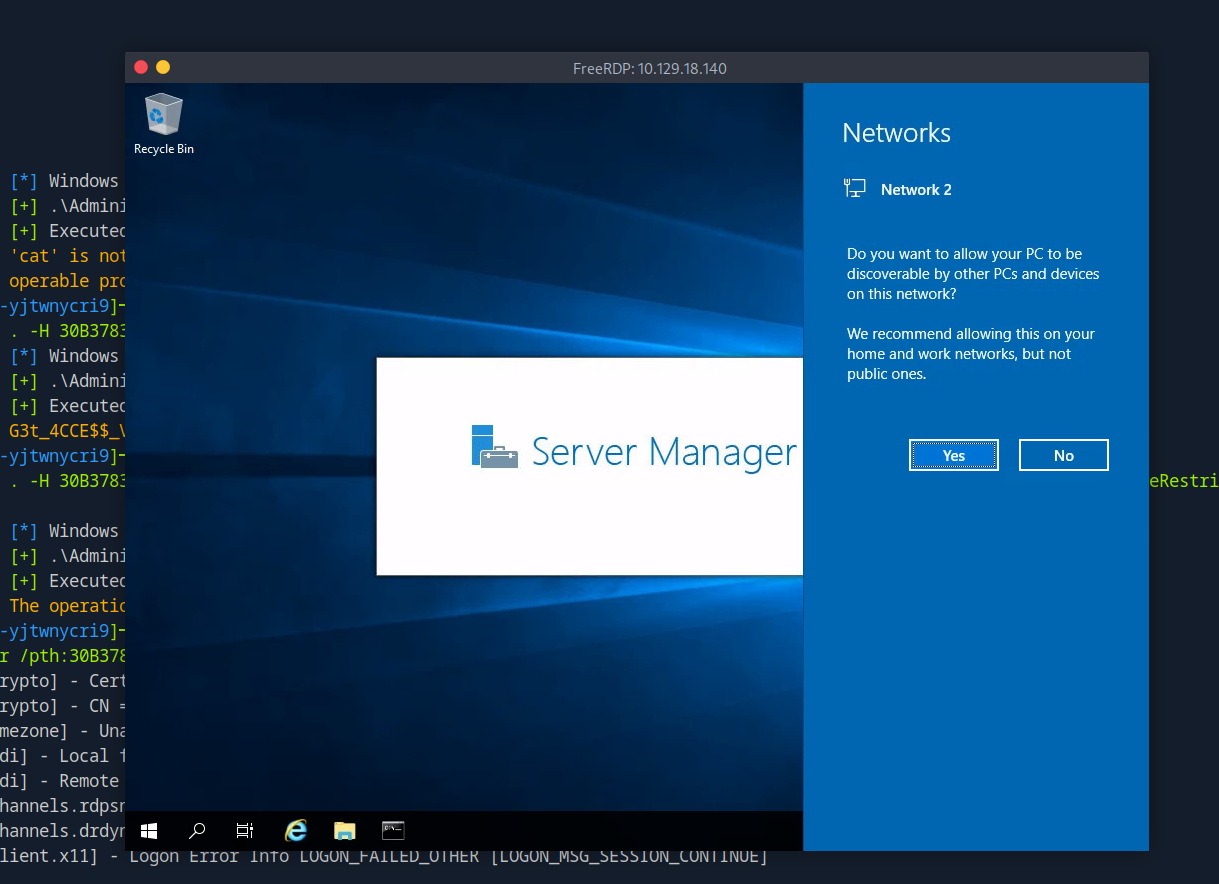 FreeRDP: 10.129.18.140
Recycle Bin
Networks
Network 2
Do you want to allow your PC to be
discoverable by other PCs and devices
on this network?
We recommend allowing this on your
home and work networks, but not
public ones.
Yes
No
Server Manager
[*] Windows
[+] .\Admini
[+] Executed
'cat' is not
operable pro
-yjtwnycri9]
. -H 30B3783
[*] Windows
[+] .\Admini
[+] Executed
G3t_4CCE$$_\
-yjtwnycri9]
. -H 30B3783
eRestri
[*] Windows
[+] .\Admini
[+] Executed
The operatio
-yjtwnycri9]
r /pth:30B378
rypto] - Cert
rypto] - CN =
mezone] - Una
di] - Local f
di] - Remote
hannels.rdpsn
hannels.drdyn
lient.x11] - Logon Error Info LOGON_FAILED_OTHER [LOGON_MSG_SESSION_CONTINUE]